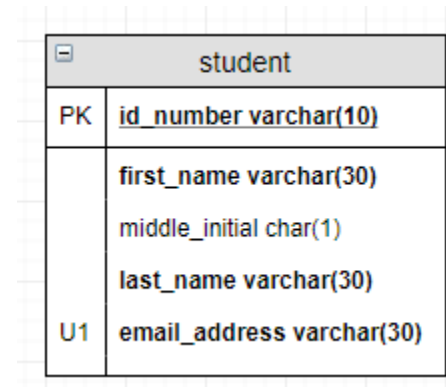 student
PK id_number varchar(10)
first_name varchar(30)
middle_initial char(1)
last_name varchar(30)
U1 email_address varchar(30)